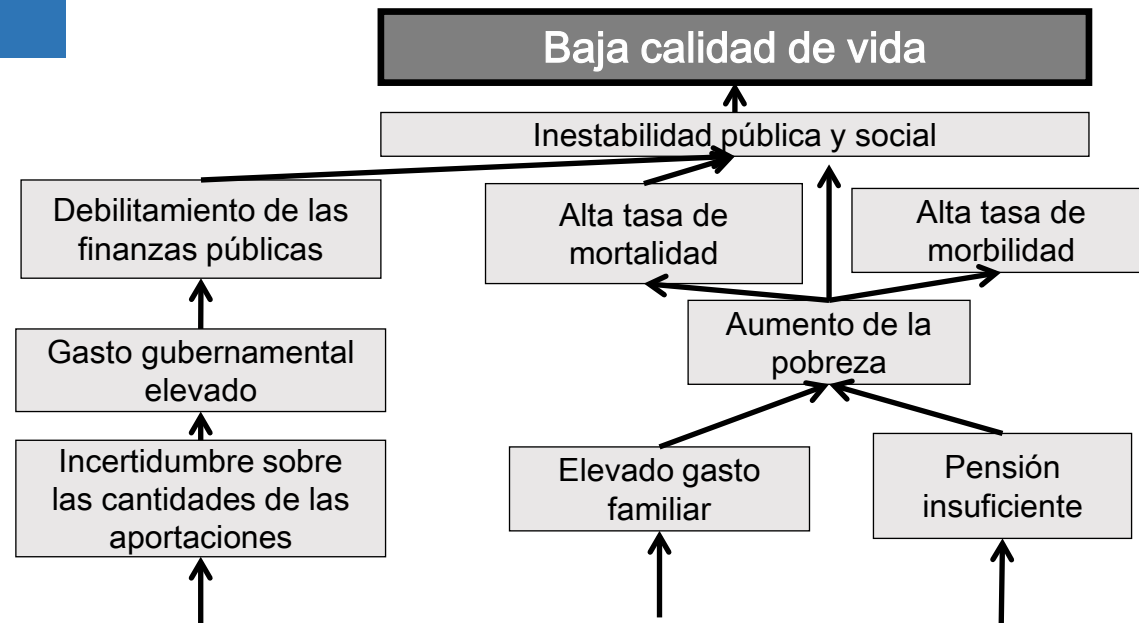 Baja calidad de vida
Inestabilidad pública y social
Debilitamiento de las
finanzas públicas
Alta tasa de
mortalidad
Alta tasa de
morbilidad
Gasto gubernamental
elevado
Aumento de la
pobreza
Incertidumbre sobre
las cantidades de las
aportaciones
Elevado gasto
familiar
Pensión
insuficiente